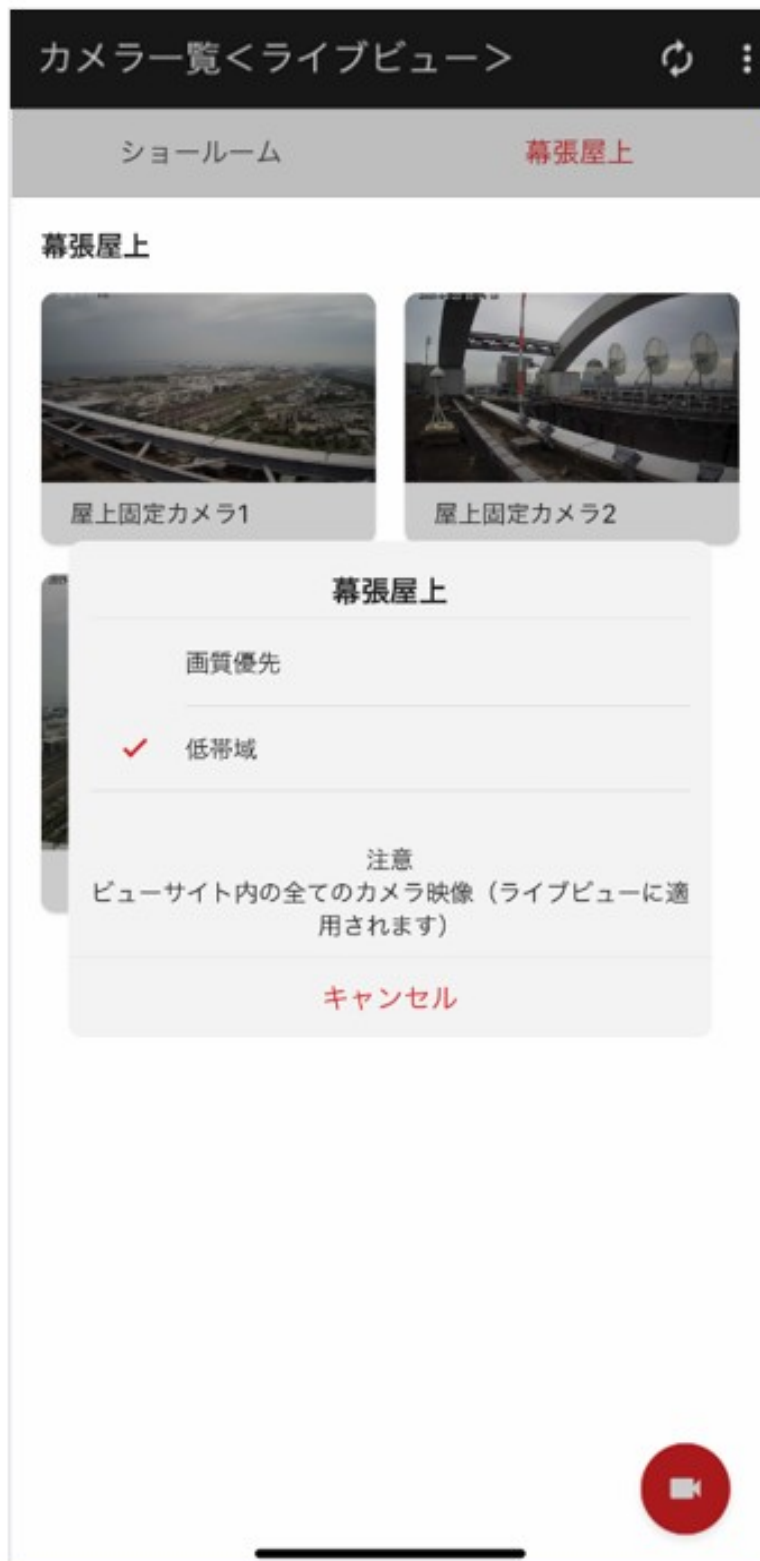 カメラ一覧＜ライブビュー＞
ショールーム
幕張屋上
幕張屋上
屋上固定カメラ1
屋上固定カメラ2
幕張屋上
画質優先
低帯域
注意
ビューサイト内の全てのカメラ映像（ライブビューに適
用されます）
キャンセル